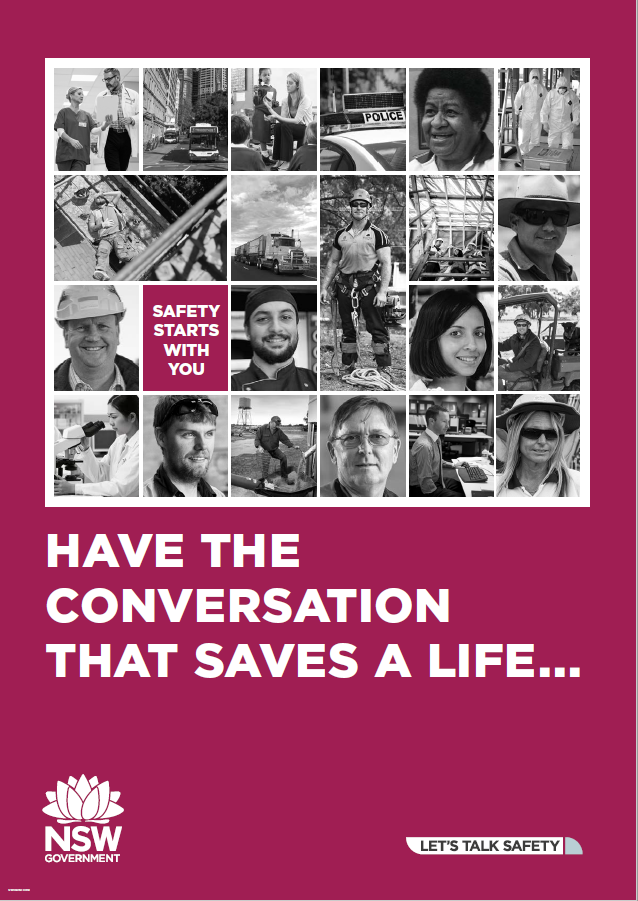 POLICE
SAFETY
STARTS
WITH
YOU
HAVE THE
CONVERSATION
THAT SAVES A LIFE...
NSW
GOVERNMENT
LET'S TALK SAFETY